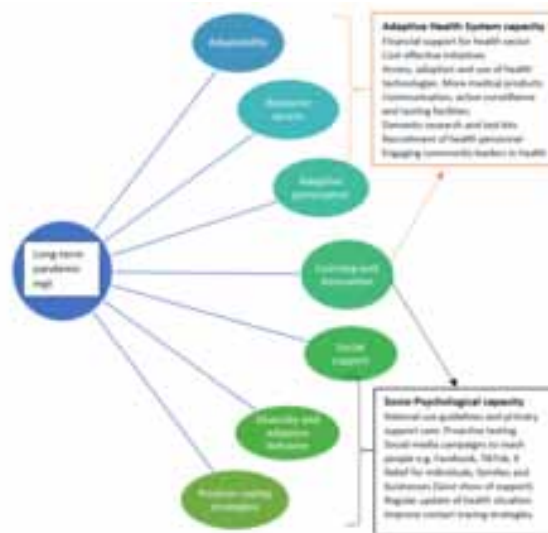 Adaptability
Resource
Adaptive
governance
Learning and
innovation
Social
support
Diversity and
adaptive
behavior
Positive coping
strategies
Long-term
pandemic
mgt
Adaptive Health System capacity
Financial support for health sector
Cost effective initiatives
Access, adoption and use of health
technologies. More medical products
Communication, active surveillance
and testing facilities
Domestic research and test kits
Recruitment of health personnel
Engaging community leaders in health
Socio Psychological capacity
guidelines and primary
support care. Proactive testing
Social media campaigns to reach
people e.g. Facebook, TikTok, X
Relief for individuals, families and
businesses show of support)
Regular update of health situation
Improve contact tracing strategies